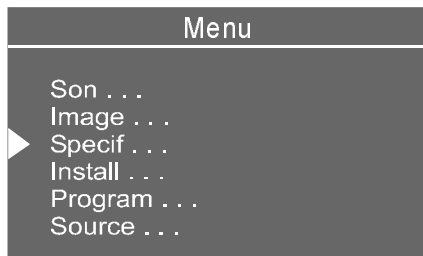 Menu
Son . . .
Image . . .
Specif . . .
Install . . .
Program . . .
Source . . .